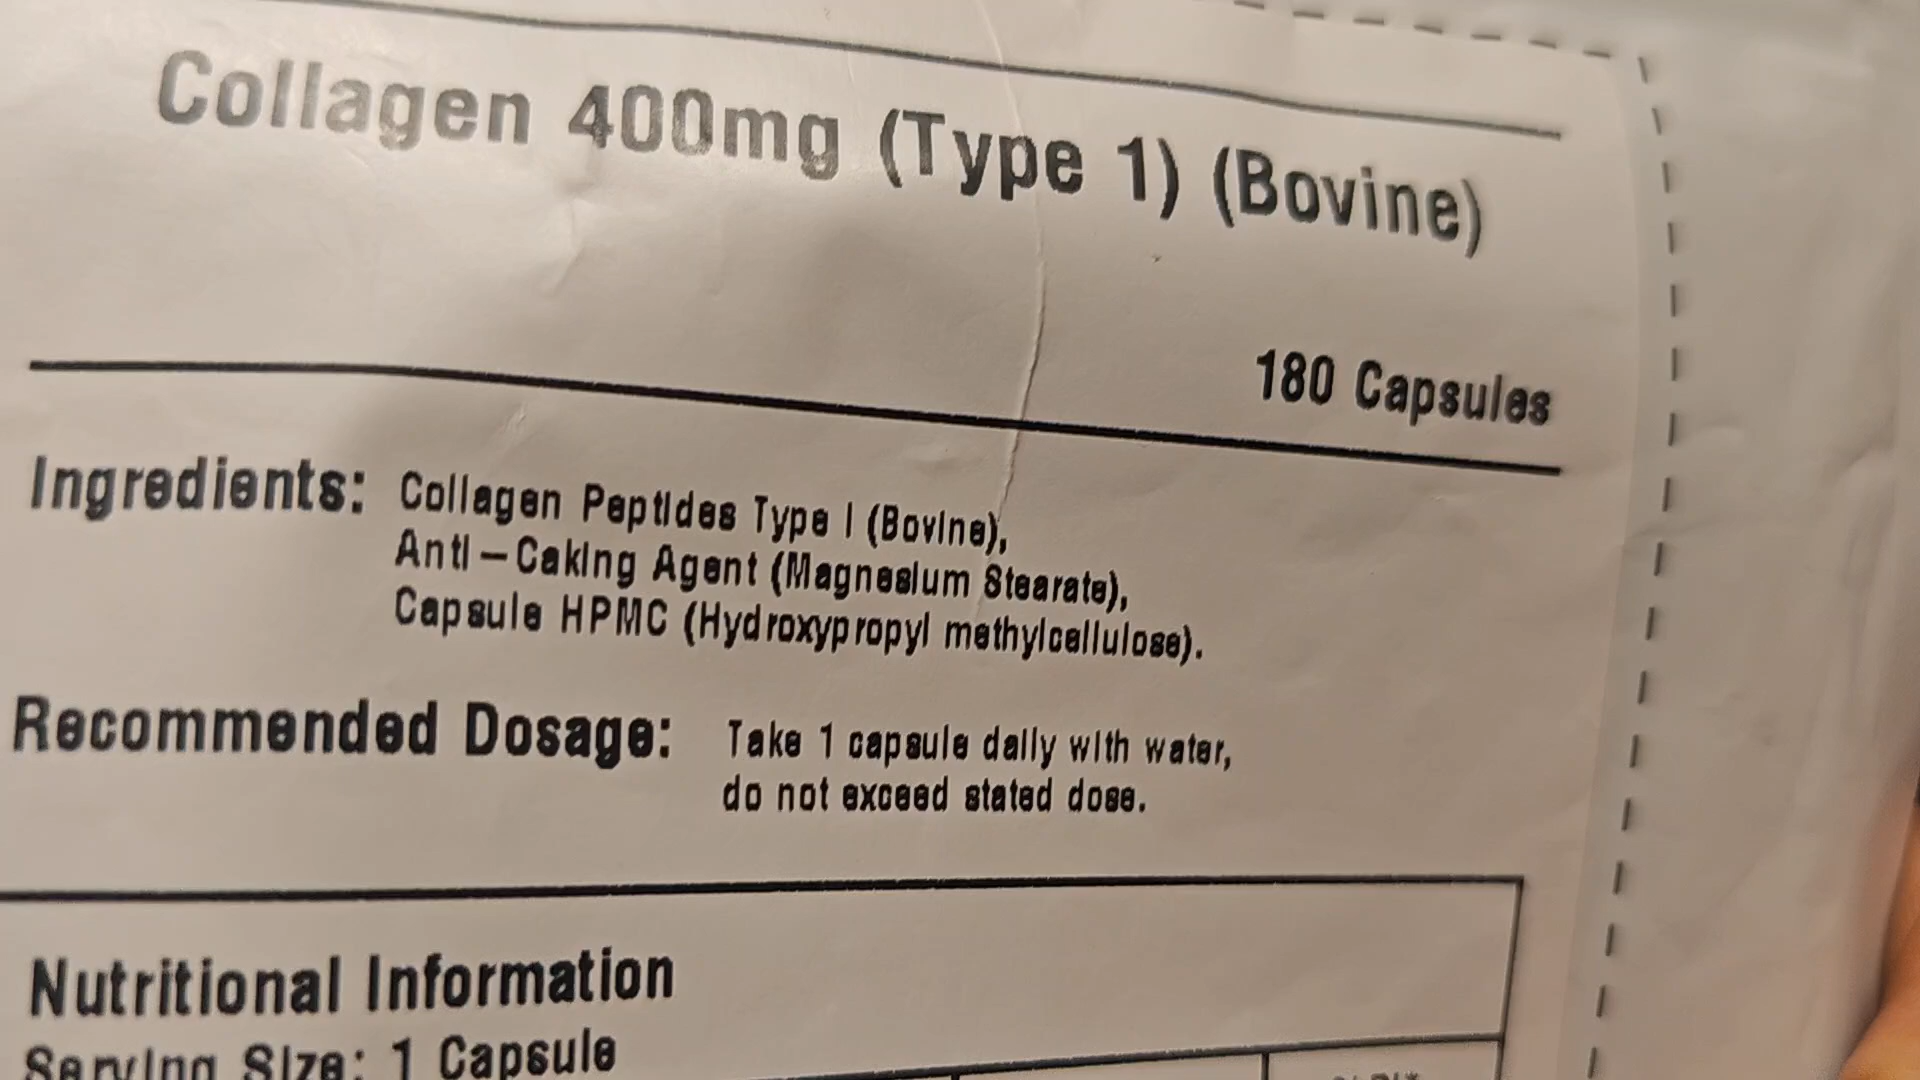 Collagen 400mg (Type 1) (Bovine)
180 Capsules
Ingredients: Collagen Peptides Type I (Bovine),
Anti – Caking Agent (Magnesium Stearate),
Capsule HPMC (Hydroxypropyl methylcellulose).
Recommended Dosage: Take 1 capsule daily with water,
do not exceed stated dose.
Nutritional Information
Serving Size: 1 Capsule